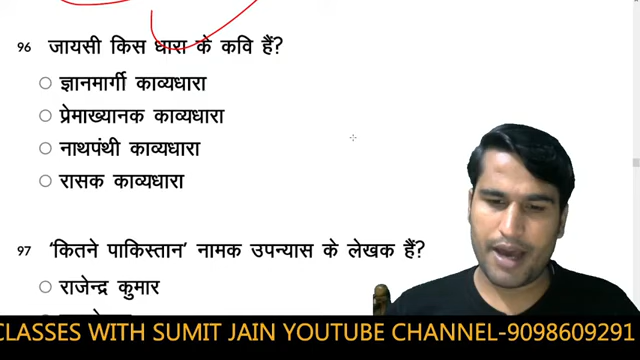 96 जायसी किस धारा के कवि हैं?
ज्ञानमार्गी काव्यधारा
प्रेमाख्यानक काव्यधारा
नाथपंथी काव्यधारा
रासक काव्यधारा
97 'कितने पाकिस्तान' नामक उपन्यास के लेखक हैं?
राजेन्द्र कुमार
CLASSES WITH SUMIT JAIN YOUTUBE CHANNEL-9098609291